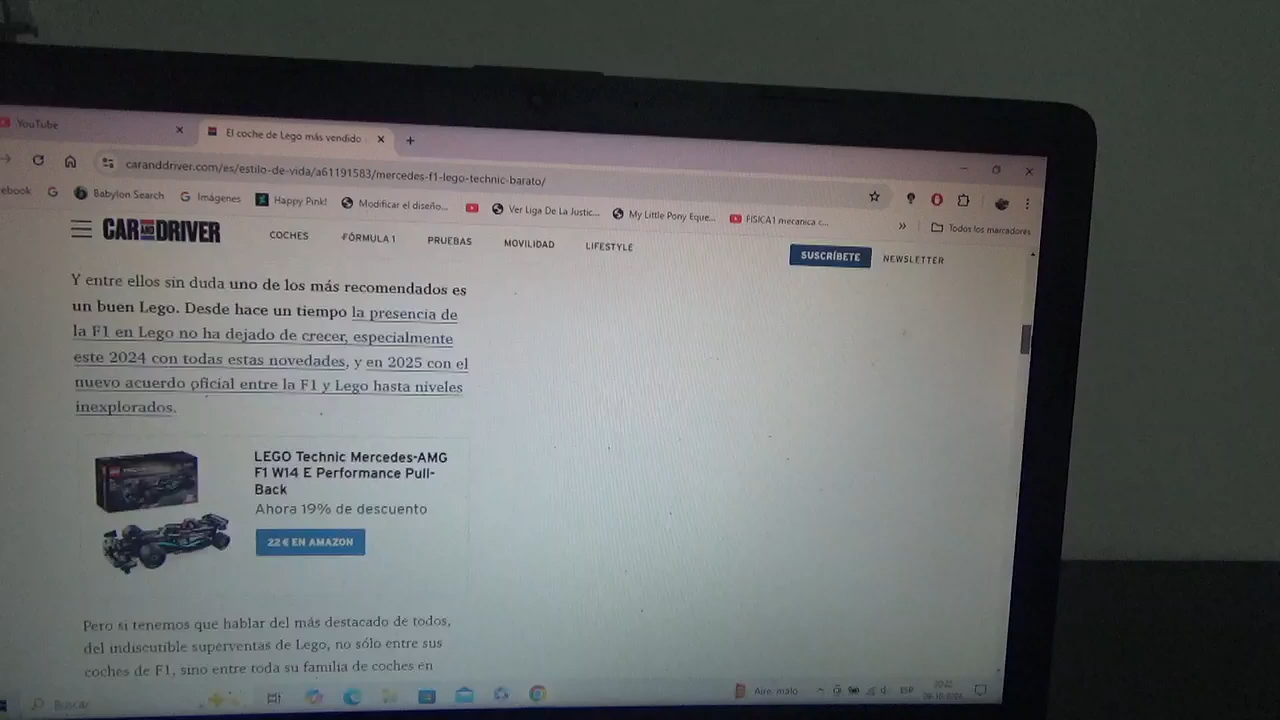 YouTube
El coche de Lego más vendido
caranddriver.com/es/estilo-de-vida/a61191583/mercedes-f1-lego-technic-barato/
ebook
Babylon Search
Imágenes
Happy Pink!
Modificar el diseño...
Ver Liga De La Justic...
My Little Pony Eque...
FISICA1 mecanica c...
Todos los marcadores
CAR AND DRIVER
COCHES
FÓRMULA 1
PRUEBAS
MOVILIDAD
LIFESTYLE
SUSCRÍBETE
NEWSLETTER
Y entre ellos sin duda uno de los más recomendados es
un buen Lego. Desde hace un tiempo la presencia de
la F1 en Lego no ha dejado de crecer, especialmente
este 2024 con todas estas novedades, y en 2025 con el
nuevo acuerdo oficial entre la F1 y Lego hasta niveles
inexplorados.
LEGO Technic Mercedes-AMG
F1 W14 E Performance Pull-
Back
Ahora 19% de descuento
22 € EN AMAZON
Pero si tenemos que hablar del más destacado de todos,
del indiscutible superventas de Lego, no sólo entre sus
coches de F1, sino entre toda su familia de coches en
Buscar
Aire: malo
ESP